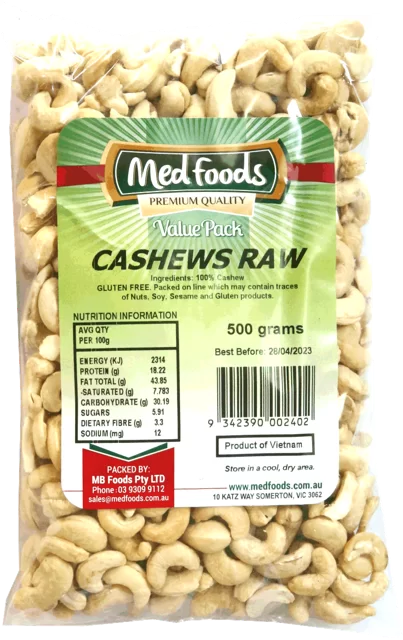 MedFoods
PREMIUM QUALITY
Value Pack
CASHEWS RAW
Ingredients: 100% Cashew
GLUTEN FREE. Packed on line which may contain traces
of Nuts, Soy, Sesame and Gluten products.
NUTRITION INFORMATION
AVG QTY
PER 100g
ENERGY (KJ) 2314
PROTEIN (g) 18.22
FAT TOTAL (g) 43.85
-SATURATED (g) 7.783
CARBOHYDRATE (g) 30.19
SUGARS 5.91
DIETARY FIBRE (g) 3.3
SODIUM (mg) 12
500 grams
Best Before: 28/04/2023
9 342390 002402
Product of Vietnam
Store in a cool, dry area.
PACKED BY:
MB Foods Pty LTD
Phone: 03 9309 9112
sales@medfoods.com.au
www.medfoods.com.au
10 KATZ WAY SOMERTON, VIC 3062